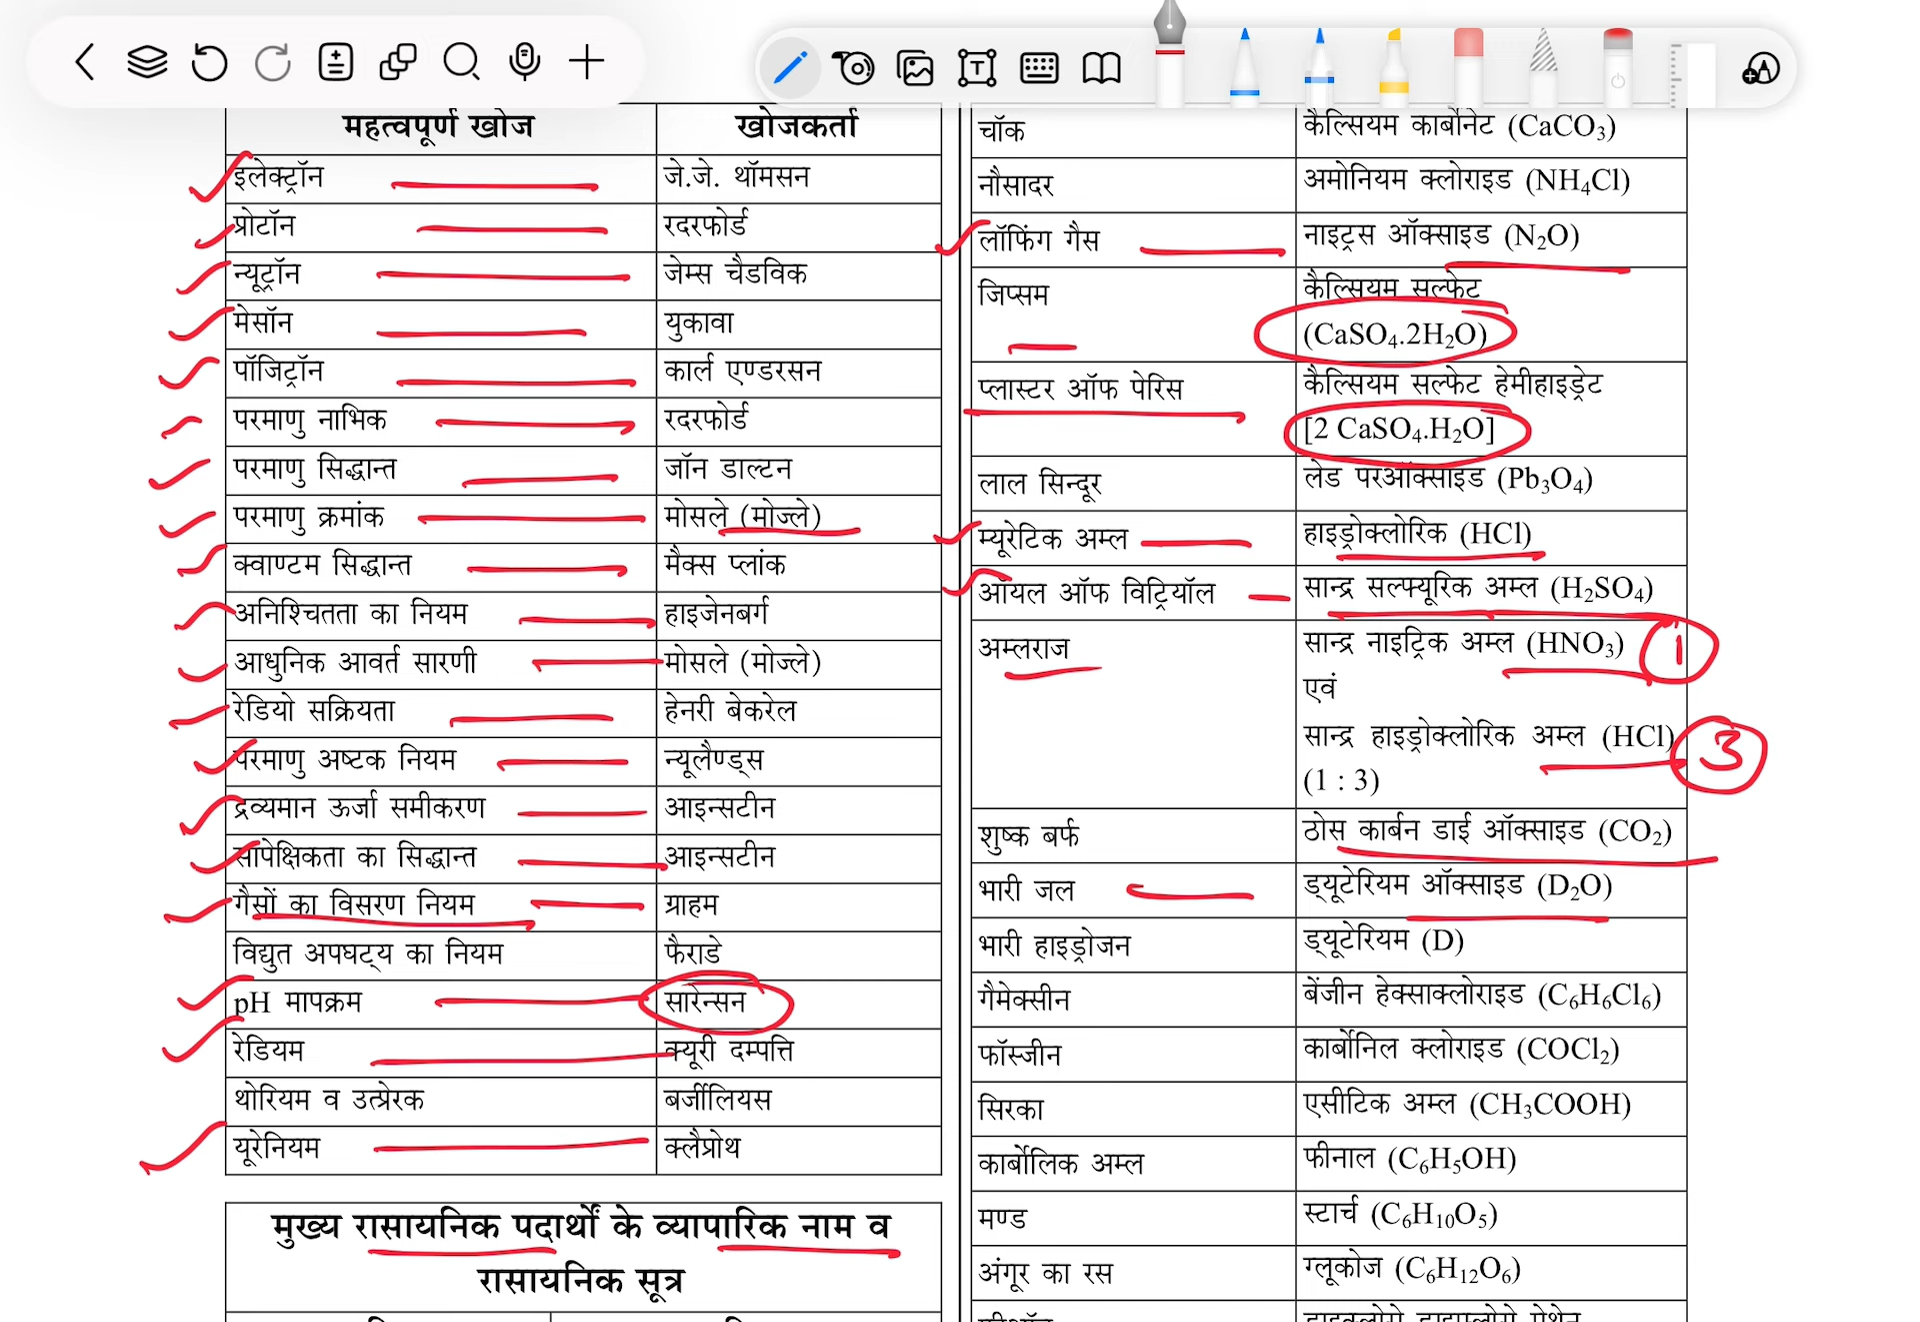 महत्वपूर्ण खोज खोजकर्ता
इलेक्ट्रॉन जे.जे. थॉमसन
प्रोटॉन रदरफोर्ड
न्यूट्रॉन जेम्स चैडविक
मेसॉन युकावा
पॉजिट्रॉन कार्ल एण्डरसन
परमाणु नाभिक रदरफोर्ड
परमाणु सिद्धान्त जॉन डाल्टन
परमाणु क्रमांक मोसले (मोज्ले)
क्वाण्टम सिद्धान्त मैक्स प्लांक
अनिश्चितता का नियम हाइजेनबर्ग
आधुनिक आवर्त सारणी मोसले (मोज्ले)
रेडियो सक्रियता हेनरी बेकरेल
परमाणु अष्टक नियम न्यूलैण्ड्स
द्रव्यमान ऊर्जा समीकरण आइन्सटीन
सापेक्षिकता का सिद्धान्त आइन्सटीन
गैसों का विसरण नियम ग्राहम
विद्युत अपघट्य का नियम फैराडे
pH मापक्रम सारेन्सन
रेडियम क्यूरी दम्पत्ति
थोरियम व उत्प्रेरक बर्जीलियस
यूरेनियम क्लैप्रोथ
मुख्य रासायनिक पदार्थों के व्यापारिक नाम व
रासायनिक सूत्र
चॉक कैल्सियम कार्बोनेट (CaCO₃)
नौसादर अमोनियम क्लोराइड (NH₄Cl)
लॉफिंग गैस नाइट्रस ऑक्साइड (N₂O)
जिप्सम कैल्सियम सल्फेट
(CaSO₄.2H₂O)
प्लास्टर ऑफ पेरिस कैल्सियम सल्फेट हेमीहाइड्रेट
[2 CaSO₄.H₂O]
लाल सिन्दूर लेड परऑक्साइड (Pb₃O₄)
म्यूरेटिक अम्ल हाइड्रोक्लोरिक (HCl)
ऑयल ऑफ विट्रियॉल सान्द्र सल्फ्यूरिक अम्ल (H₂SO₄)
अम्लराज सान्द्र नाइट्रिक अम्ल (HNO₃) 1
एवं
सान्द्र हाइड्रोक्लोरिक अम्ल (HCl) 3
(1 : 3)
शुष्क बर्फ ठोस कार्बन डाई ऑक्साइड (CO₂)
भारी जल ड्यूटेरियम ऑक्साइड (D₂O)
भारी हाइड्रोजन ड्यूटेरियम (D)
गैमेक्सीन बेंजीन हेक्साक्लोराइड (C₆H₆Cl₆)
फॉस्जीन कार्बोनिल क्लोराइड (COCl₂)
सिरका एसीटिक अम्ल (CH₃COOH)
कार्बोलिक अम्ल फीनाल (C₆H₅OH)
मण्ड स्टार्च (C₆H₁₀O₅)
अंगूर का रस ग्लूकोज (C₆H₁₂O₆)